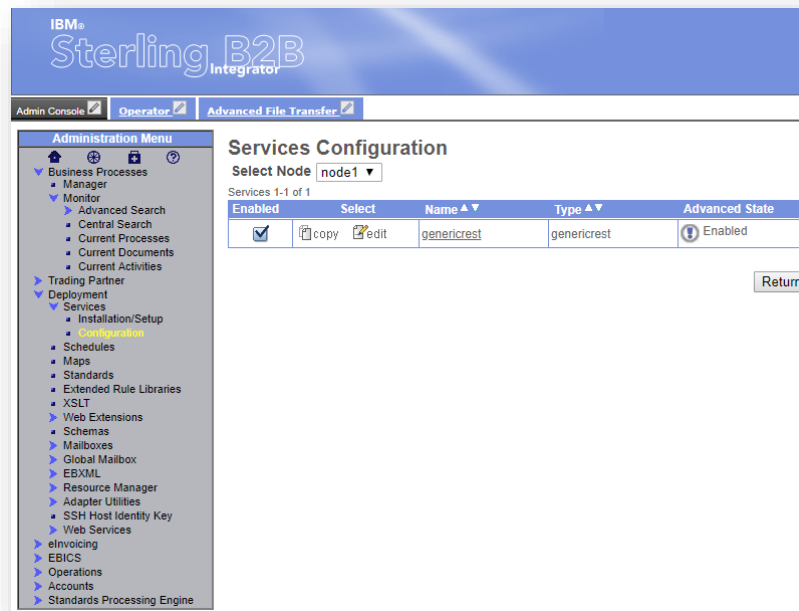 IBM®
Sterling B2B
Integrator
Admin Console Operator Advanced File Transfer
Administration Menu
Business Processes
Manager
Monitor
Advanced Search
Central Search
Current Processes
Current Documents
Current Activities
Trading Partner
Deployment
Services
Installation/Setup
Configuration
Schedules
Maps
Standards
Extended Rule Libraries
XSLT
Web Extensions
Schemas
Mailboxes
Global Mailbox
EBXML
Resource Manager
Adapter Utilities
SSH Host Identity Key
Web Services
eInvoicing
EBICS
Operations
Accounts
Standards Processing Engine
Services Configuration
Select Node node1 ▼
Services 1-1 of 1
Enabled Select Name ▲▼ Type ▲▼ Advanced State
copy edit genericrest genericrest Enabled
Return